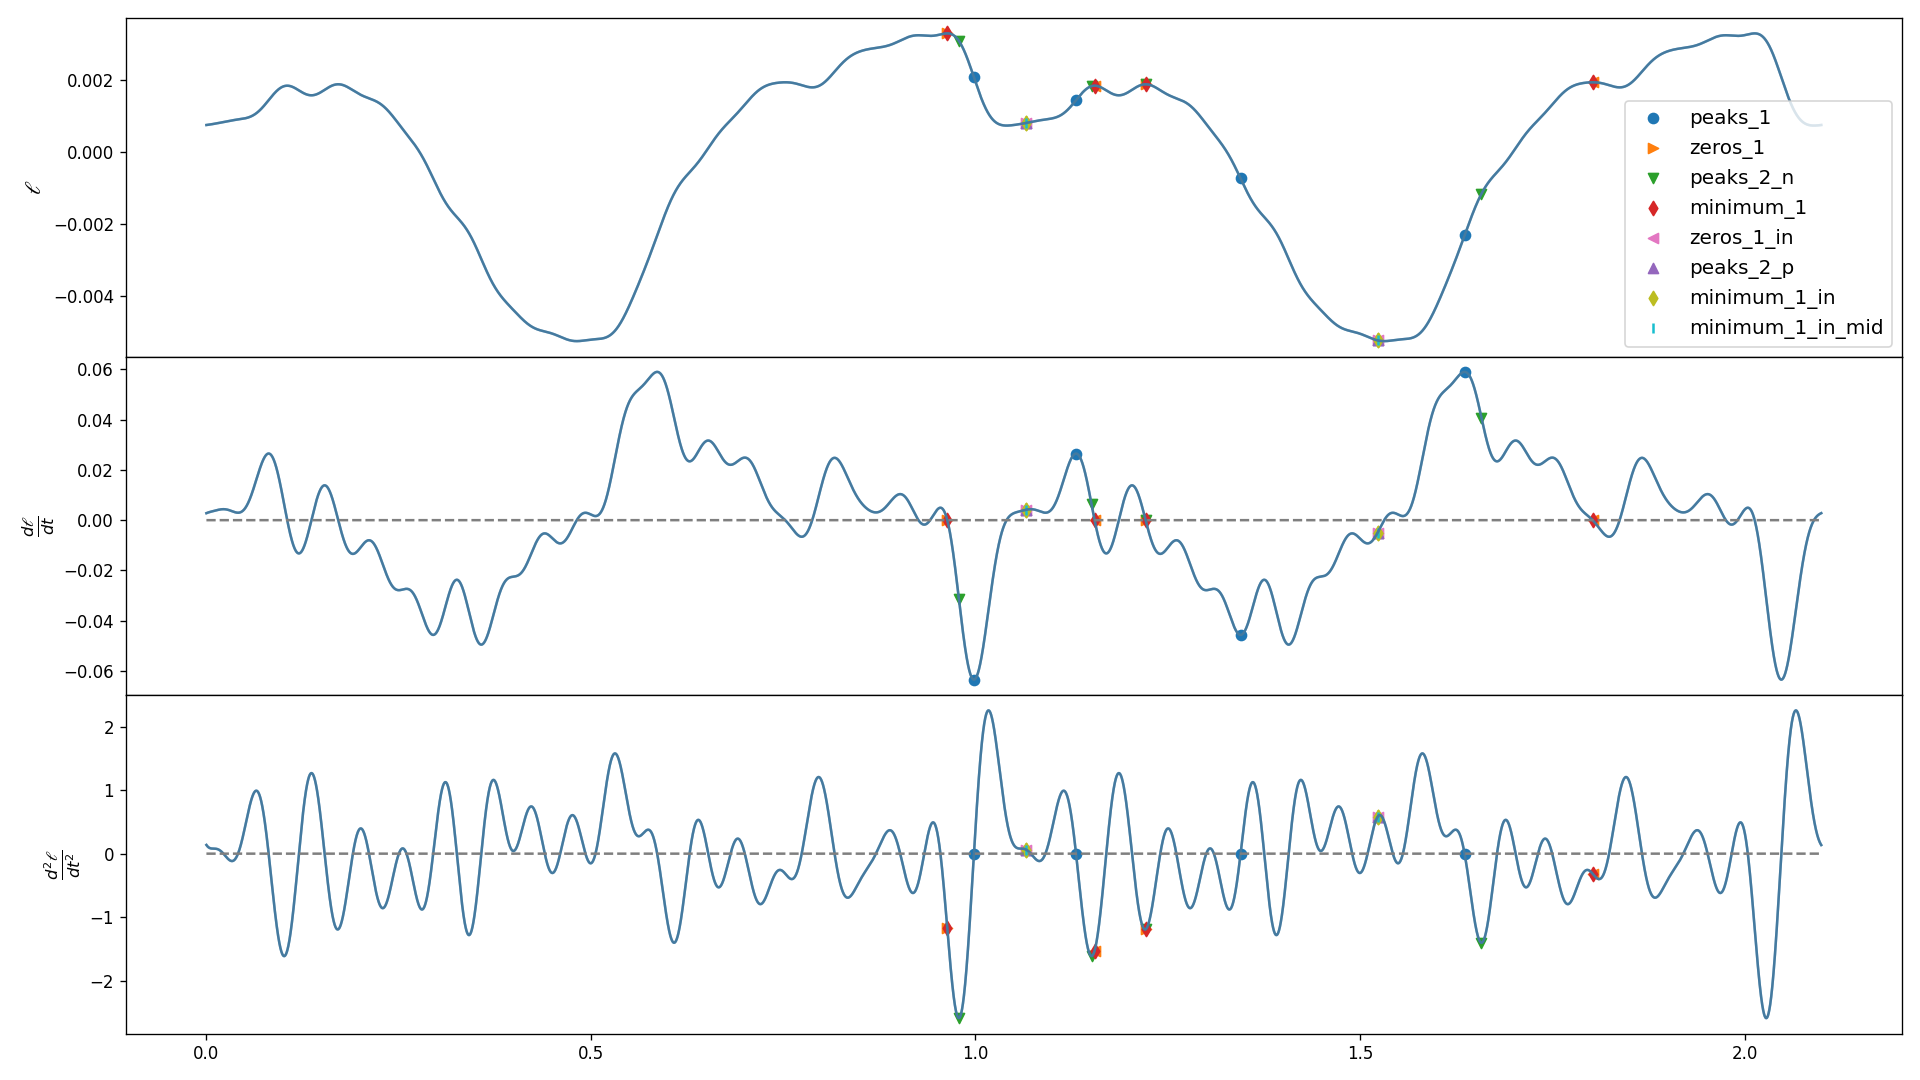 0.002
0.000
−0.002
−0.004
ℓ
peaks_1
zeros_1
peaks_2_n
minimum_1
zeros_1_in
peaks_2_p
minimum_1_in
minimum_1_in_mid
0.06
0.04
0.02
0.00
−0.02
−0.04
−0.06
dℓ
dt
2
1
0
−1
−2
d²ℓ
dt²
0.0 0.5 1.0 1.5 2.0